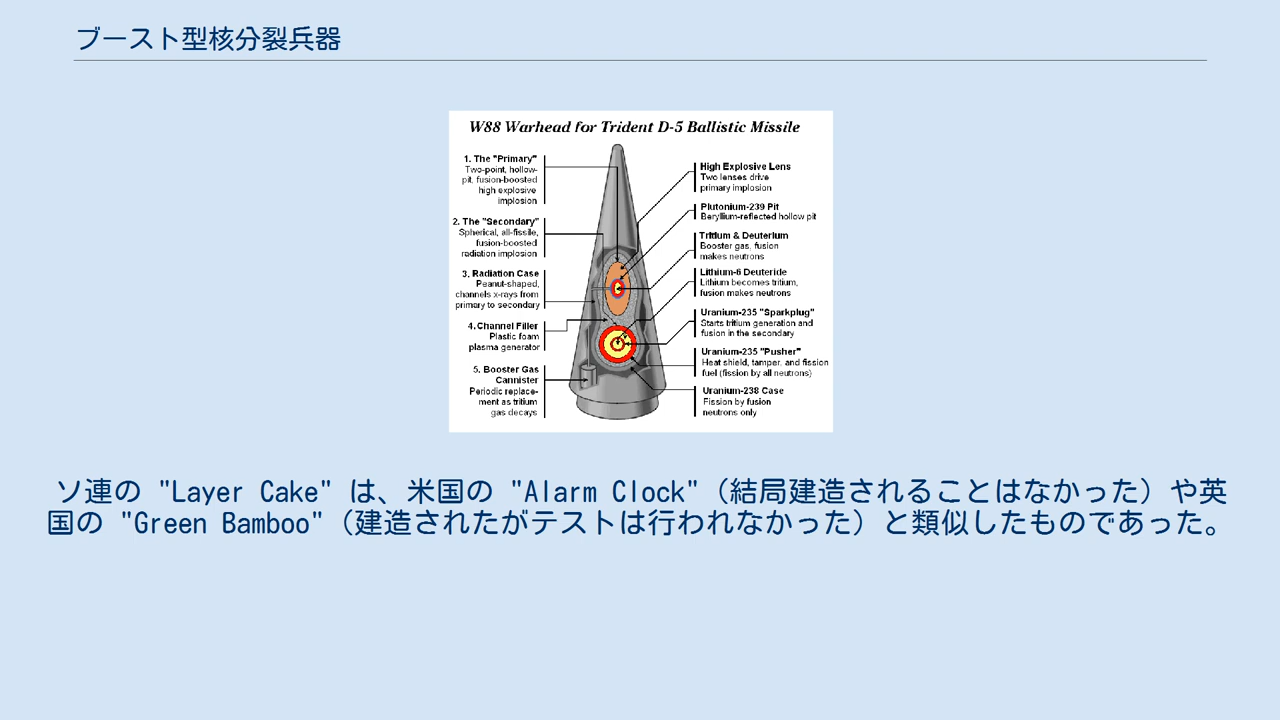 ブースト型核分裂兵器
W88 Warhead for Trident D-5 Ballistic Missile
1. The "Primary"
Two-point, hollow-
pit, fusion-boosted
high explosive
implosion
2. The "Secondary"
Spherical, all-fissile,
fusion-boosted
radiation implosion
3. Radiation Case
Peanut-shaped,
channels x-rays from
primary to secondary
4. Channel Filler
Plastic foam
plasma generator
5. Booster Gas
Cannister
Periodic replace-
ment as tritium
gas decays
High Explosive Lens
Two lenses drive
primary implosion
Plutonium-239 Pit
Beryllium-reflected hollow pit
Tritium & Deuterium
Booster gas, fusion
makes neutrons
Lithium-6 Deuteride
Lithium becomes tritium,
fusion makes neutrons
Uranium-235 "Sparkplug"
Starts tritium generation and
fusion in the secondary
Uranium-235 "Pusher"
Heat shield, tamper, and fission
fuel (fission by all neutrons)
Uranium-238 Case
Fission by fusion
neutrons only
ソ連の "Layer Cake" は、米国の "Alarm Clock"（結局建造されることはなかった）や英
国の "Green Bamboo"（建造されたがテストは行われなかった）と類似したものであった。